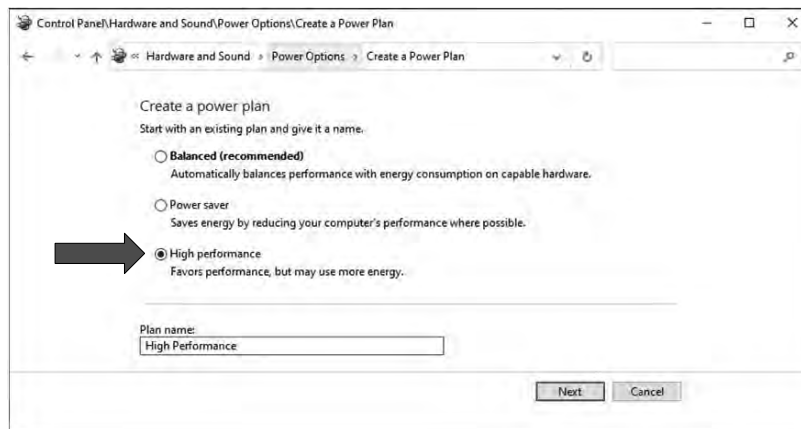 Control Panel\Hardware and Sound\Power Options\Create a Power Plan
« Hardware and Sound > Power Options > Create a Power Plan
Create a power plan
Start with an existing plan and give it a name.
Balanced (recommended)
Automatically balances performance with energy consumption on capable hardware.
Power saver
Saves energy by reducing your computer's performance where possible.
High performance
Favors performance, but may use more energy.
Plan name:
High Performance
Next Cancel